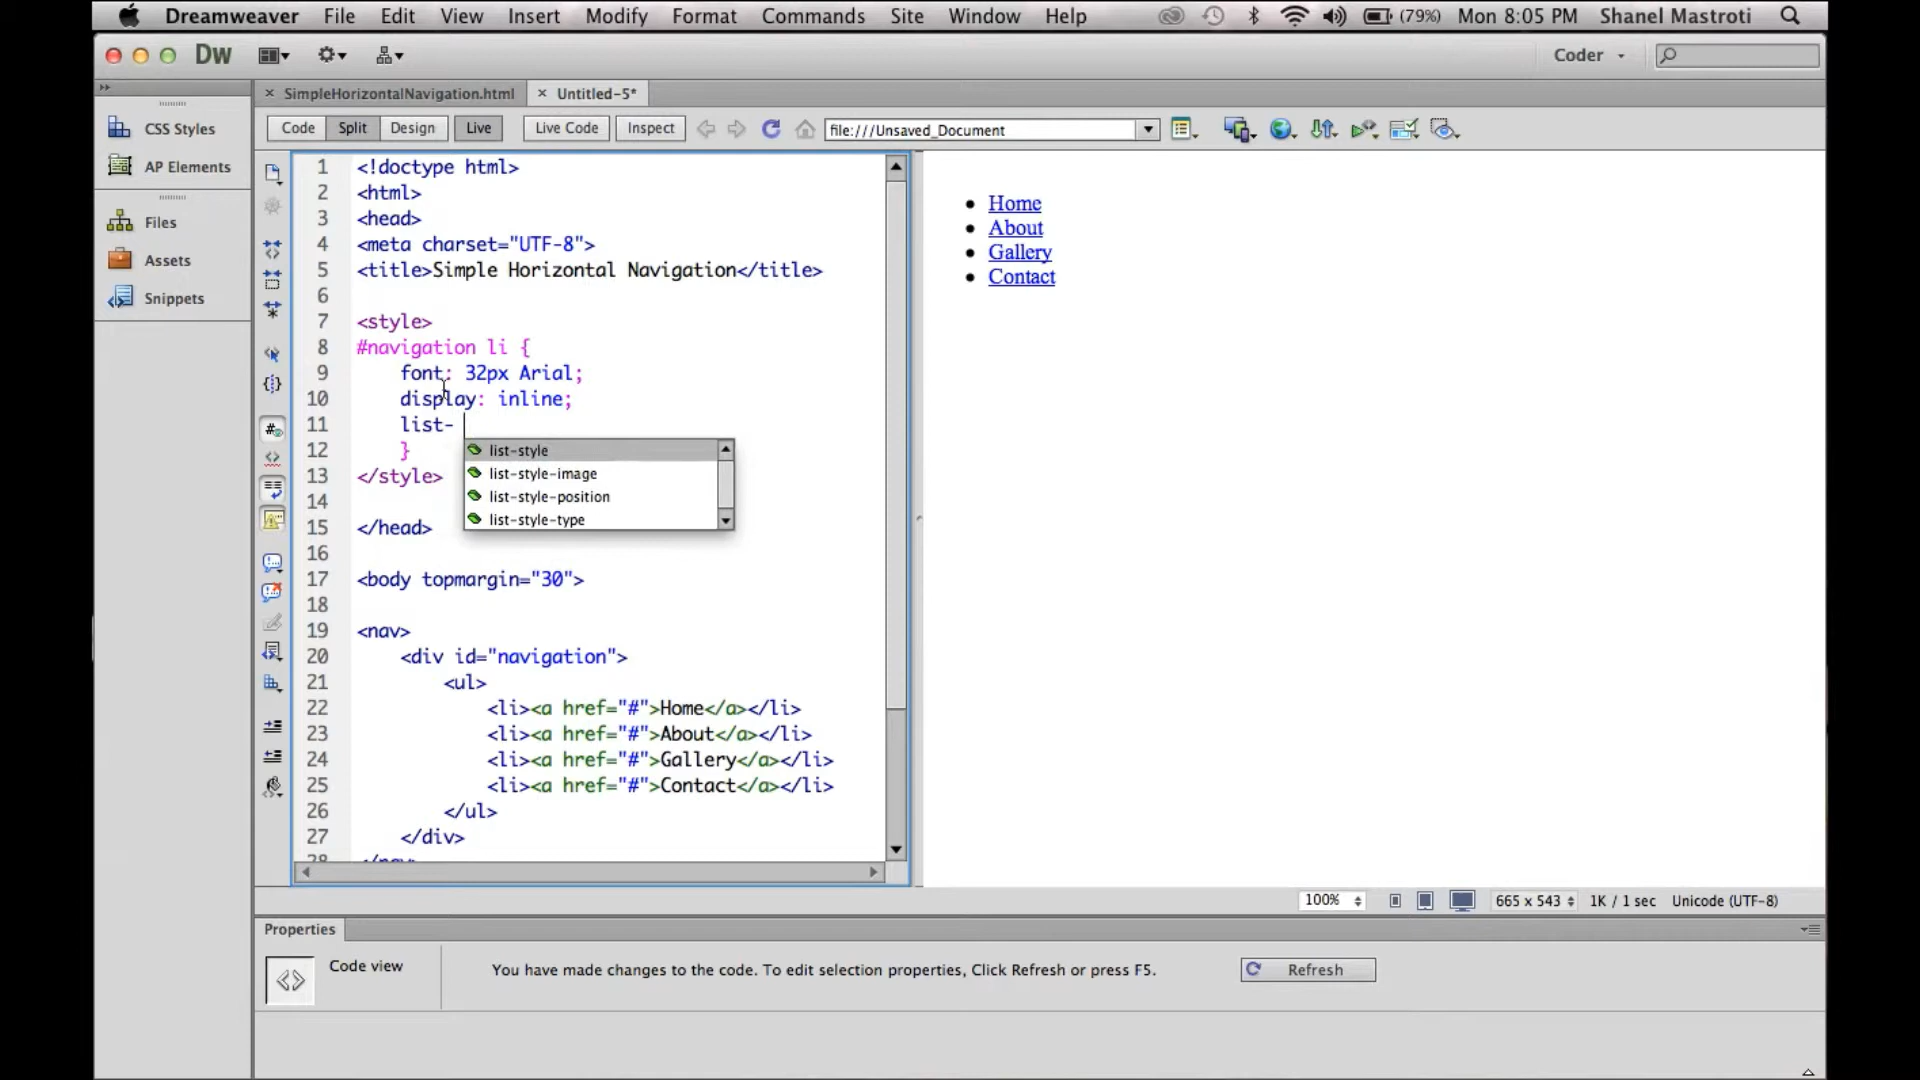 Dreamweaver File Edit View Insert Modify Format Commands Site Window Help (79%) Mon 8:05 PM Shanel Mastroti
Dw Coder
SimpleHorizontalNavigation.html Untitled-5*
Code Split Design Live Live Code Inspect file:///Unsaved_Document
CSS Styles
AP Elements
Files
Assets
Snippets
1 <!doctype html>
2 <html>
3 <head>
4 <meta charset="UTF-8">
5 <title>Simple Horizontal Navigation</title>
6
7 <style>
8 #navigation li {
9 font: 32px Arial;
10 display: inline;
11 list-
12 }
13 </style>
14
15 </head>
16
17 <body topmargin="30">
18
19 <nav>
20 <div id="navigation">
21 <ul>
22 <li><a href="#">Home</a></li>
23 <li><a href="#">About</a></li>
24 <li><a href="#">Gallery</a></li>
25 <li><a href="#">Contact</a></li>
26 </ul>
27 </div>
28 </nav>
list-style
list-style-image
list-style-position
list-style-type
• Home
• About
• Gallery
• Contact
100% 665 x 543 1K / 1 sec Unicode (UTF-8)
Properties
Code view
You have made changes to the code. To edit selection properties, Click Refresh or press F5.
Refresh